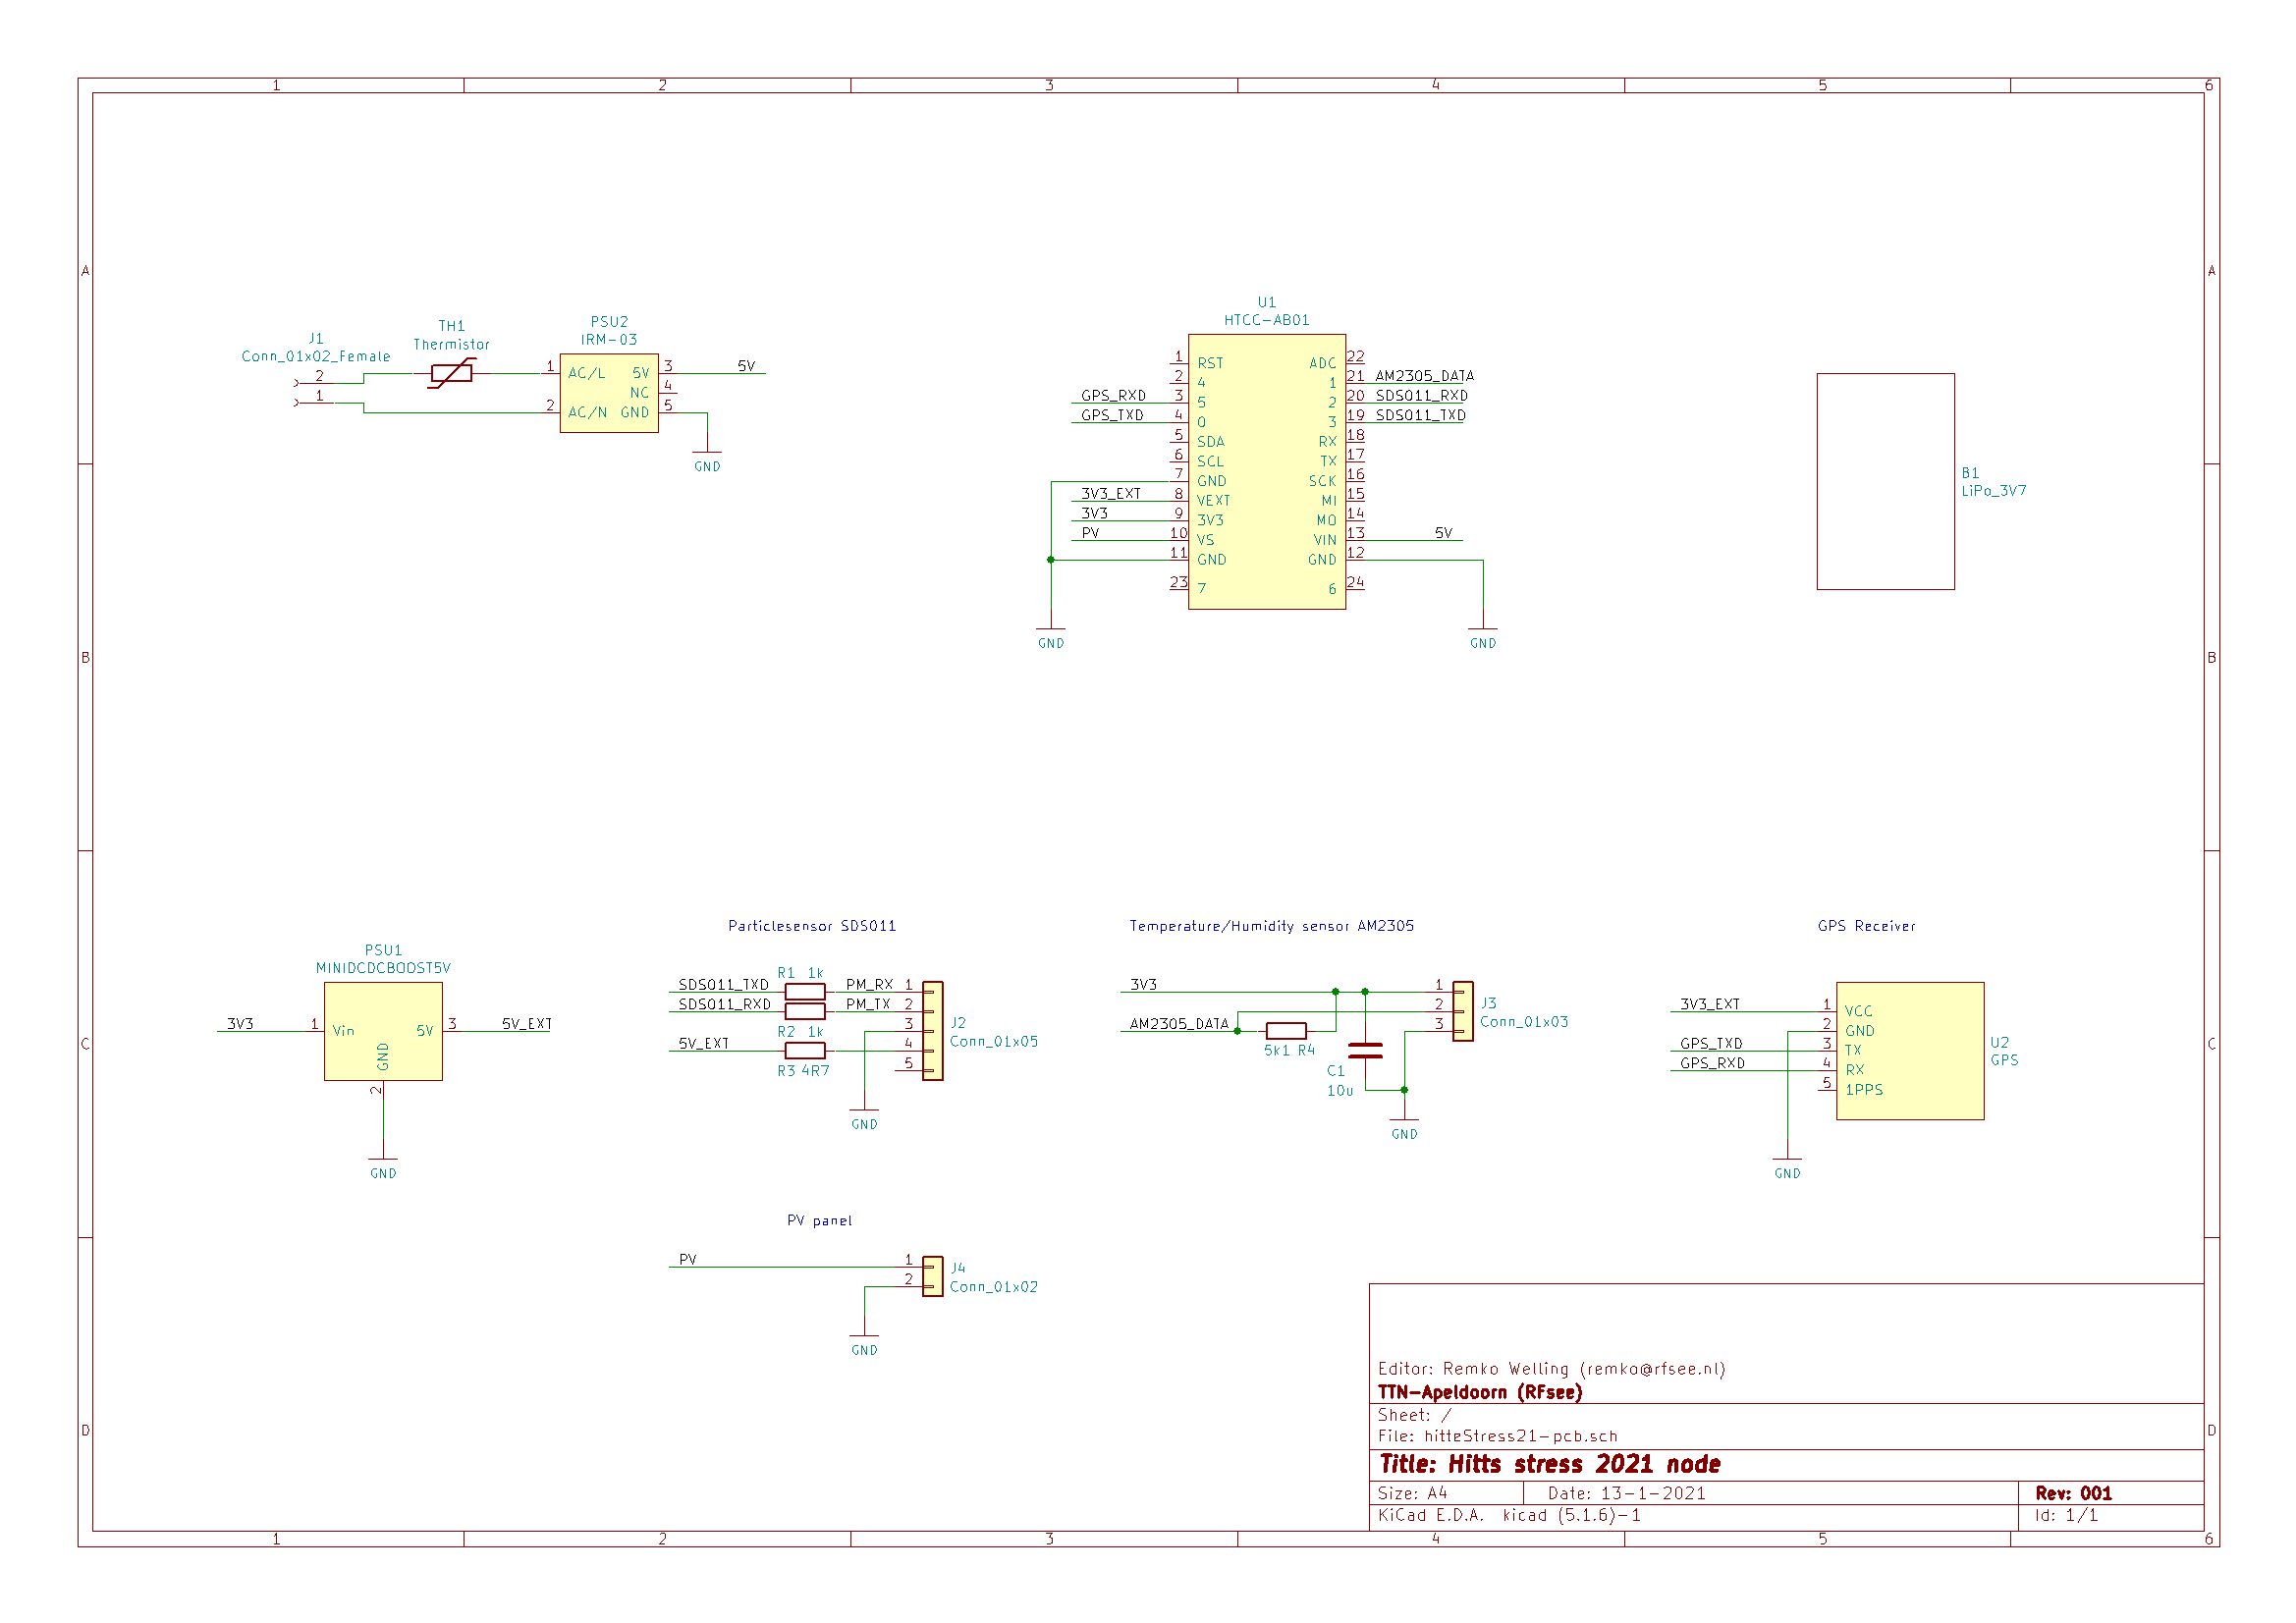 1 2 3 4 5 6
A A
B B
C C
D D
1 2 3 4 5 6
J1
Conn_01x02_Female
2
1
TH1
Thermistor
PSU2
IRM-03
1 AC/L 5V 3
NC 4
2 AC/N GND 5
5V
GND
U1
HTCC-AB01
1 RST ADC 22
2 4 1 21 AM2305_DATA
GPS_RXD 3 5 2 20 SDS011_RXD
GPS_TXD 4 0 3 19 SDS011_TXD
5 SDA RX 18
6 SCL TX 17
7 GND SCK 16
3V3_EXT 8 VEXT MI 15
3V3 9 3V3 MO 14
PV 10 VS VIN 13 5V
11 GND GND 12
23 7 6 24
GND
GND
B1
LiPo_3V7
PSU1
MINIDCDCBOOST5V
3V3 1 Vin 5V 3 5V_EXT
GND
2
GND
Particlesensor SDS011
R1 1k
SDS011_TXD PM_RX 1
SDS011_RXD PM_TX 2
R2 1k 3
5V_EXT 4
R3 4R7 5
J2
Conn_01x05
GND
Temperature/Humidity sensor AM2305
3V3 1
2
AM2305_DATA 3
5k1 R4
J3
Conn_01x03
C1
10u
GND
GPS Receiver
3V3_EXT 1 VCC
2 GND
GPS_TXD 3 TX
GPS_RXD 4 RX
5 1PPS
U2
GPS
GND
PV panel
PV 1
2
J4
Conn_01x02
GND
Editor: Remko Welling (remko@rfsee.nl)
TTN-Apeldoorn (RFsee)
Sheet: /
File: hitteStress21-pcb.sch
Title: Hitts stress 2021 node
Size: A4 Date: 13-1-2021 Rev: 001
KiCad E.D.A. kicad (5.1.6)-1 Id: 1/1